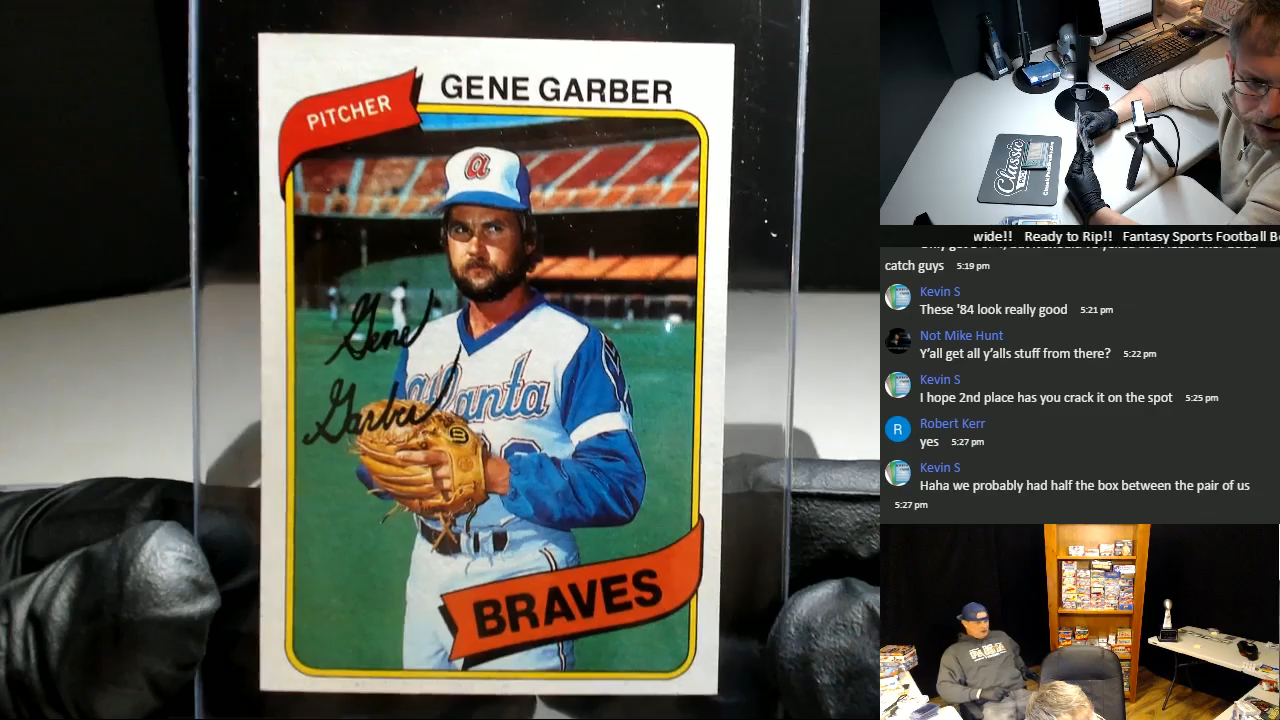 GENE GARBER
PITCHER
a
Gene
Garber
atlanta
BRAVES
Classic
wide!! Ready to Rip!! Fantasy Sports Football B
catch guys 5:19 pm
Kevin S
These '84 look really good 5:21 pm
Not Mike Hunt
Y'all get all y'alls stuff from there? 5:22 pm
Kevin S
I hope 2nd place has you crack it on the spot 5:25 pm
R
Robert Kerr
yes 5:27 pm
Kevin S
Haha we probably had half the box between the pair of us
5:27 pm